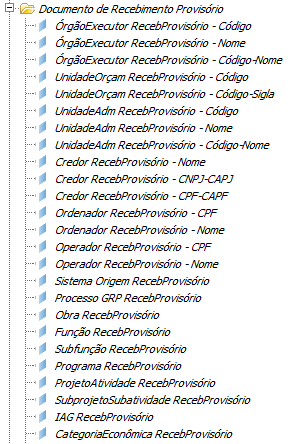 Documento de Recebimento Provisório
ÓrgãoExecutor RecebProvisório - Código
ÓrgãoExecutor RecebProvisório - Nome
ÓrgãoExecutor RecebProvisório - Código-Nome
UnidadeOrçam RecebProvisório - Código
UnidadeOrçam RecebProvisório - Código-Sigla
UnidadeAdm RecebProvisório - Código
UnidadeAdm RecebProvisório - Nome
UnidadeAdm RecebProvisório - Código-Nome
Credor RecebProvisório - Nome
Credor RecebProvisório - CNPJ-CAPJ
Credor RecebProvisório - CPF-CAPF
Ordenador RecebProvisório - CPF
Ordenador RecebProvisório - Nome
Operador RecebProvisório - CPF
Operador RecebProvisório - Nome
Sistema Origem RecebProvisório
Processo GRP RecebProvisório
Obra RecebProvisório
Função RecebProvisório
Subfunção RecebProvisório
Programa RecebProvisório
ProjetoAtividade RecebProvisório
SubprojetoSubatividade RecebProvisório
IAG RecebProvisório
CategoriaEconômica RecebProvisório